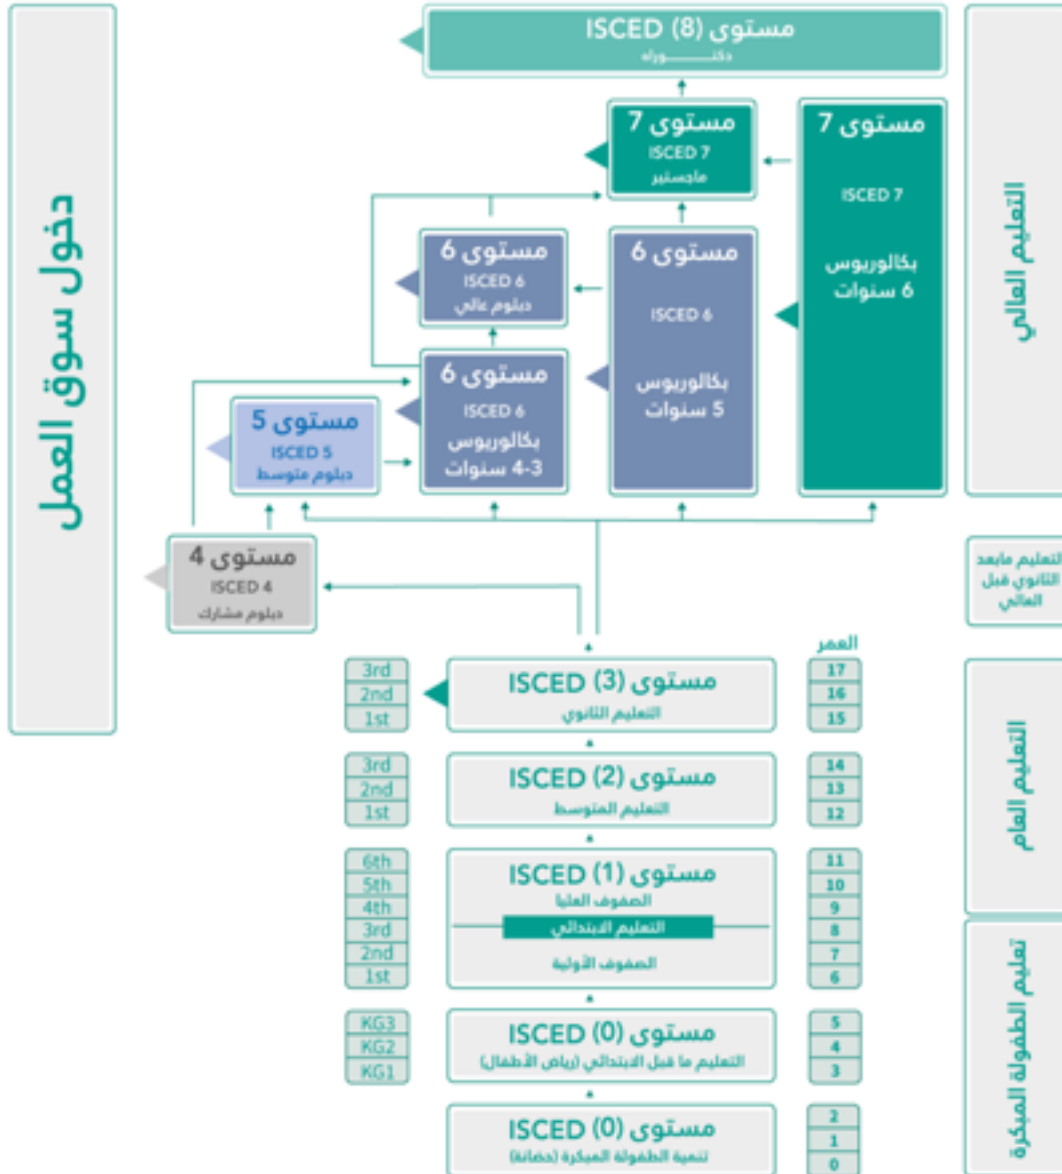 دخول سوق العمل
مستوى ISCED (8)
دكتـــــــوراه
مستوى 7
ISCED 7
ماجستير
مستوى 7
ISCED 7
بكالوريوس
6 سنوات
التعليم العالي
مستوى 6
ISCED 6
دبلوم عالي
مستوى 6
ISCED 6
بكالوريوس
5 سنوات
مستوى 6
ISCED 6
بكالوريوس
3-4 سنوات
مستوى 5
ISCED 5
دبلوم متوسط
مستوى 4
ISCED 4
دبلوم مشارك
التعليم مابعد
الثانوي قبل
العالي
العمر
مستوى ISCED (3)
التعليم الثانوي
17
16
15
3rd
2nd
1st
مستوى ISCED (2)
التعليم المتوسط
14
13
12
3rd
2nd
1st
التعليم العام
مستوى ISCED (1)
الصفوف العليا
التعليم الابتدائي
الصفوف الأولية
11
10
9
8
7
6
6th
5th
4th
3rd
2nd
1st
مستوى ISCED (0)
التعليم ما قبل الابتدائي (رياض الأطفال)
5
4
3
KG3
KG2
KG1
مستوى ISCED (0)
تنمية الطفولة المبكرة (حضانة)
2
1
0
تعليم الطفولة المبكرة